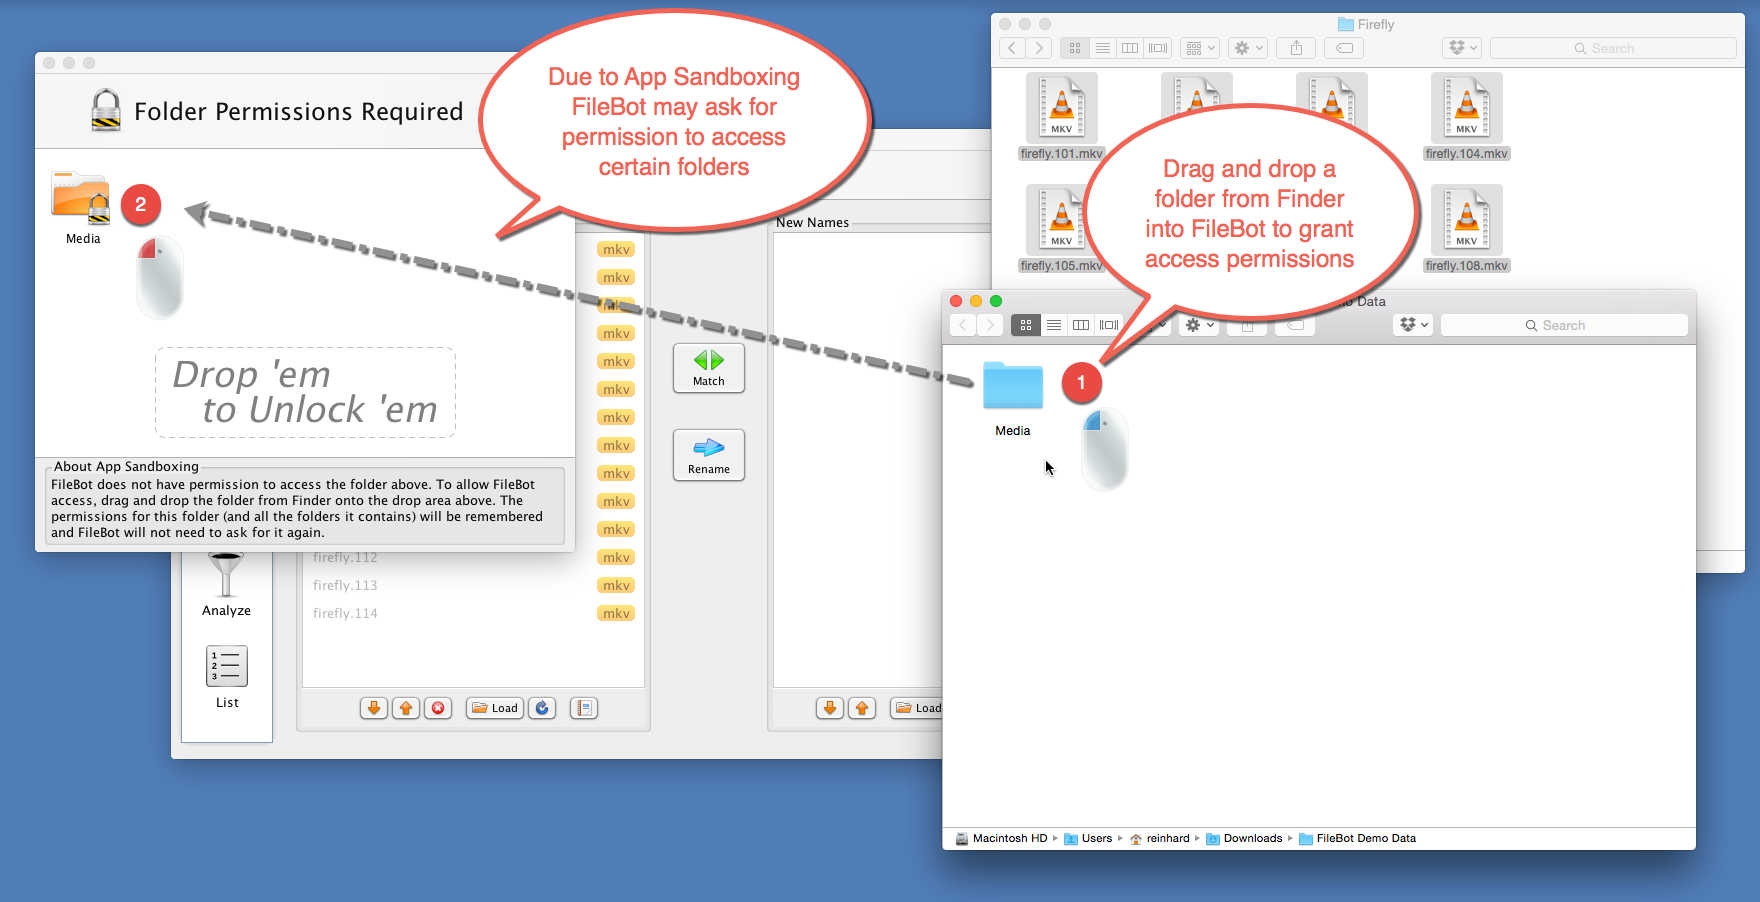 Firefly
Search
Folder Permissions Required
Due to App Sandboxing
FileBot may ask for
permission to access
certain folders
MKV
MKV
firefly.101.mkv
firefly.104.mkv
Drag and drop a
folder from Finder
into FileBot to grant
access permissions
MKV
MKV
firefly.105.mkv
firefly.108.mkv
Media
2
New Names
mkv
mkv
mkv
mkv
mkv
mkv
mkv
mkv
mkv
mkv
mkv
firefly.112
mkv
firefly.113
mkv
firefly.114
mkv
Data
Search
Match
Rename
Drop 'em
to Unlock 'em
1
Media
About App Sandboxing
FileBot does not have permission to access the folder above. To allow FileBot
access, drag and drop the folder from Finder onto the drop area above. The
permissions for this folder (and all the folders it contains) will be remembered
and FileBot will not need to ask for it again.
Analyze
1
2
3
List
Load
Load
Macintosh HD
Users
reinhard
Downloads
FileBot Demo Data